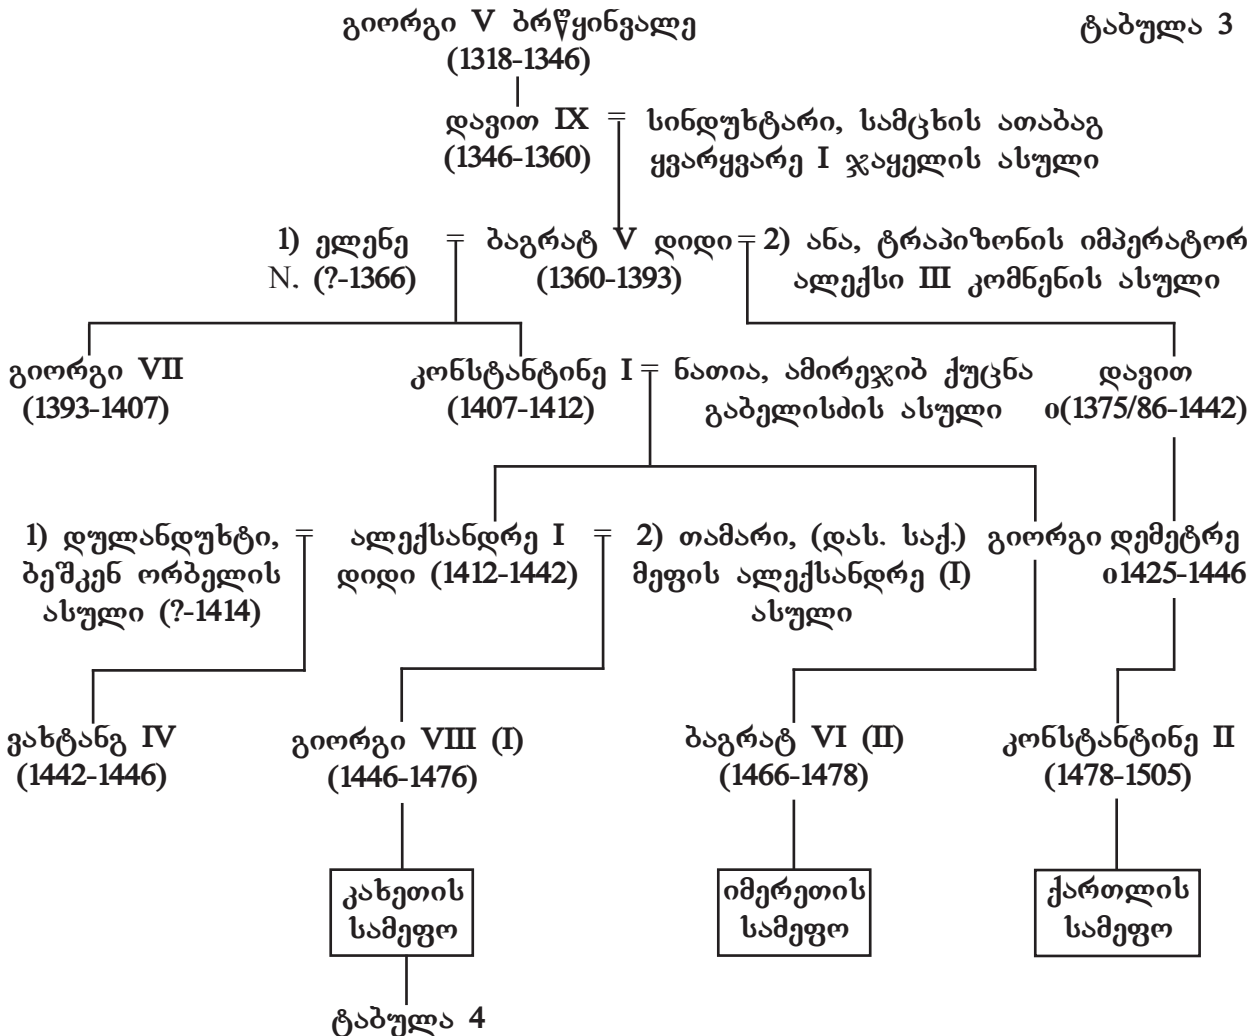 გიორგი V ბრწყინვალე
(1318-1346)
ტაბულა 3
დავით IX = სინდუხტარი, სამცხის ათაბაგ
(1346-1360) ყვარყვარე I ჯაყელის ასული
1) ელენე = ბაგრატ V დიდი = 2) ანა, ტრაპიზონის იმპერატორ
N. (?-1366) (1360-1393) ალექსი III კომნენის ასული
გიორგი VII კონსტანტინე I = ნათია, ამირეჯიბ ქუცნა დავით
(1393-1407) (1407-1412) გაბელისძის ასული o(1375/86-1442)
1) დულანდუხტი, = ალექსანდრე I = 2) თამარი, (დას. საქ.) გიორგი დემეტრე
ბეშკენ ორბელის დიდი (1412-1442) მეფის ალექსანდრე (I) o1425-1446
ასული (?-1414) ასული
ვახტანგ IV გიორგი VIII (I) ბაგრატ VI (II) კონსტანტინე II
(1442-1446) (1446-1476) (1466-1478) (1478-1505)
კახეთის იმერეთის ქართლის
სამეფო სამეფო სამეფო
ტაბულა 4